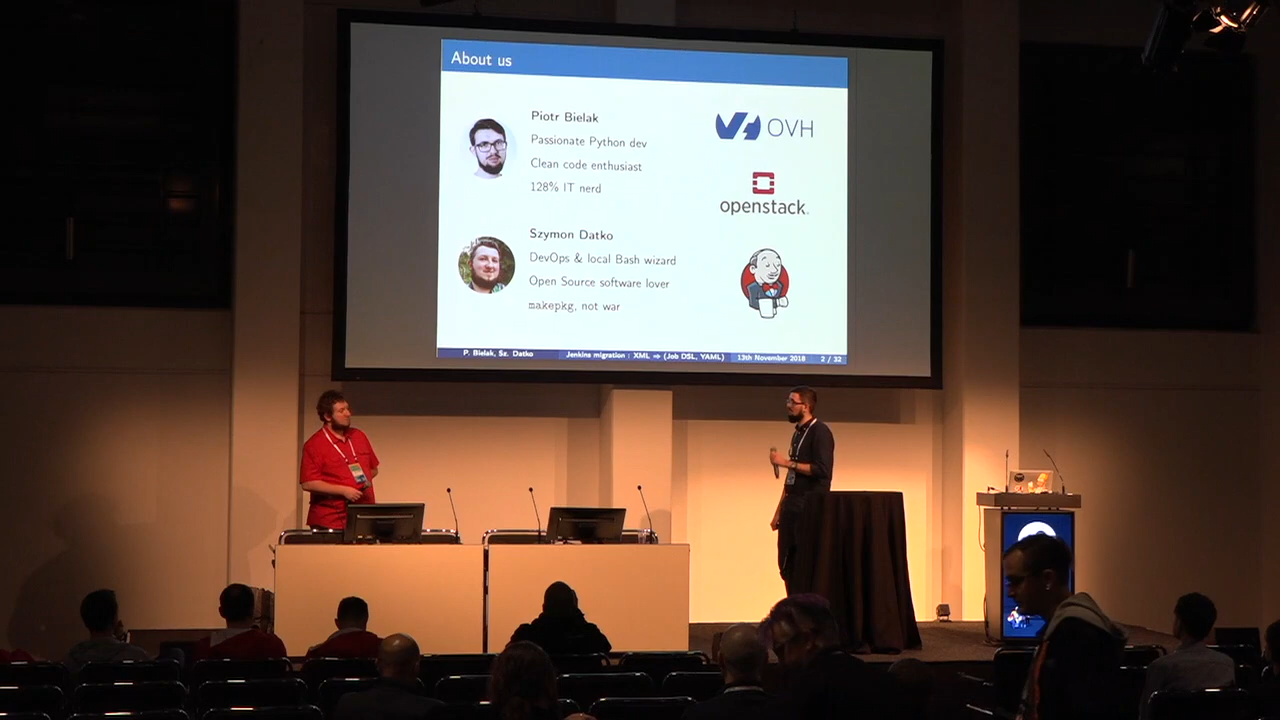 About us
Piotr Bielak
Passionate Python dev
Clean code enthusiast
128% IT nerd
OVH
openstack.
Szymon Datko
DevOps & local Bash wizard
Open Source software lover
makepkg, not war
P. Bielak, Sz. Datko Jenkins migration : XML ⇒ (Job DSL, YAML) 13th November 2018 2 / 32